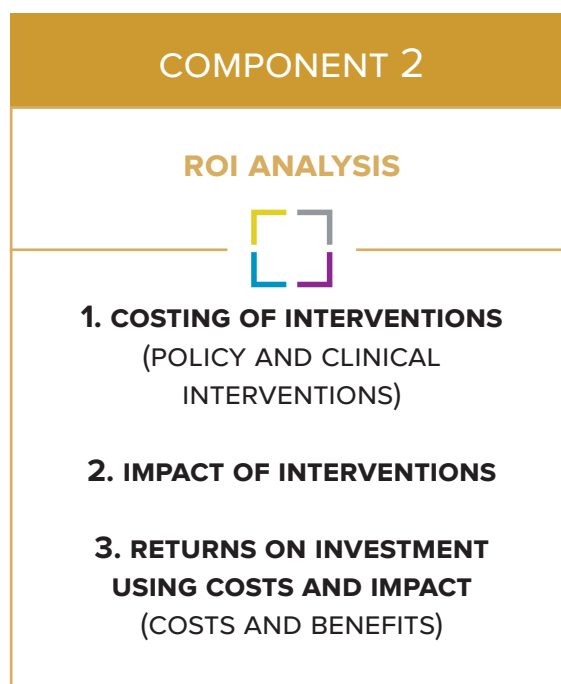 COMPONENT 2
ROI ANALYSIS
1. COSTING OF INTERVENTIONS
(POLICY AND CLINICAL
INTERVENTIONS)
2. IMPACT OF INTERVENTIONS
3. RETURNS ON INVESTMENT
USING COSTS AND IMPACT
(COSTS AND BENEFITS)